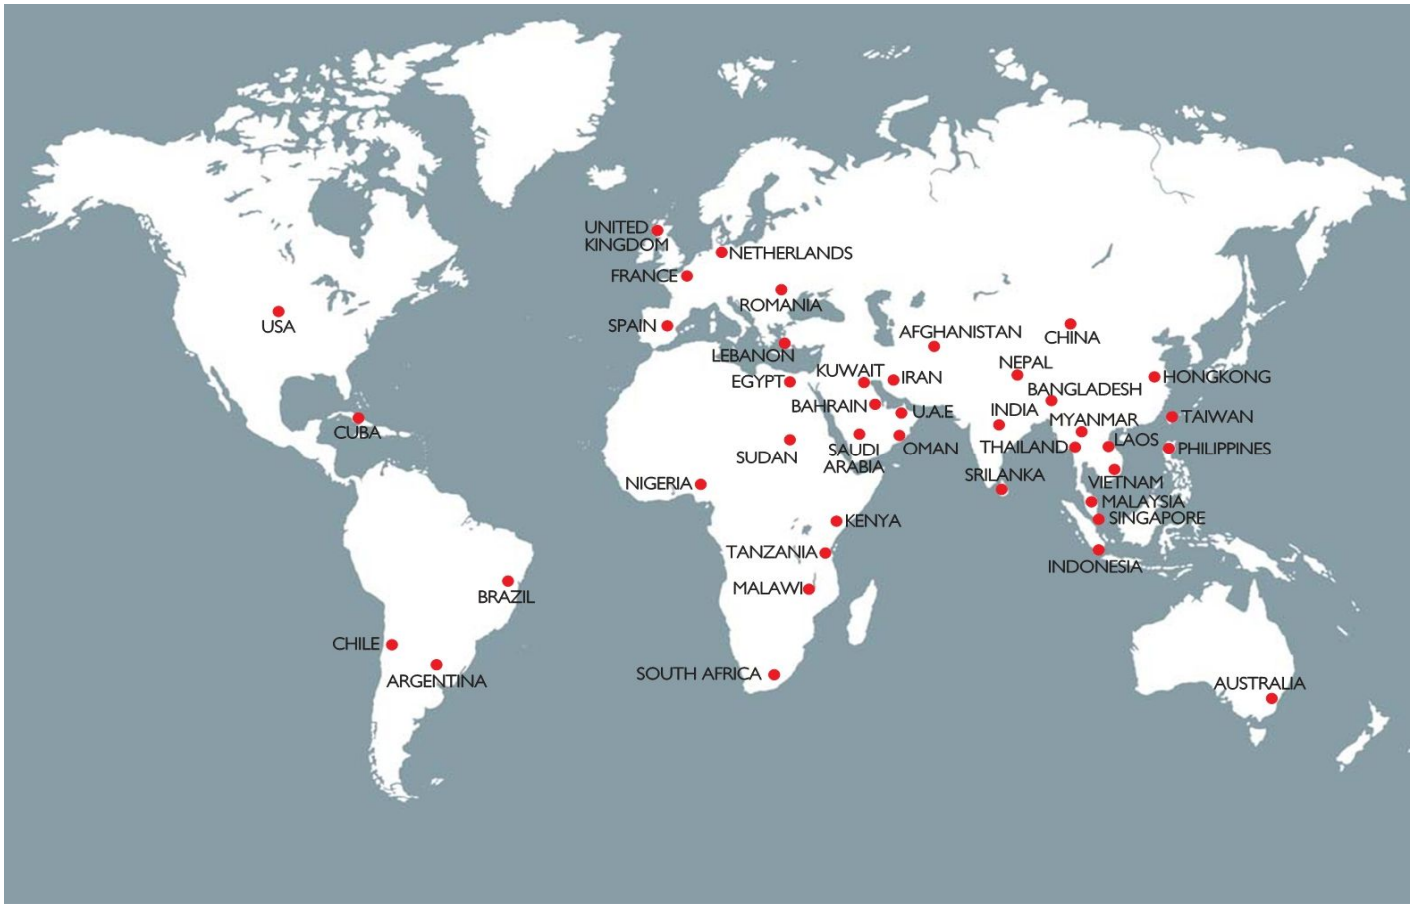 UNITED
KINGDOM
NETHERLANDS
FRANCE
ROMANIA
USA
SPAIN
AFGHANISTAN
CHINA
LEBANON
NEPAL
KUWAIT
EGYPT
IRAN
HONGKONG
BANGLADESH
BAHRAIN
U.A.E
INDIA
TAIWAN
CUBA
MYANMAR
LAOS
THAILAND
PHILIPPINES
SAUDI
ARABIA
OMAN
SUDAN
SRILANKA
NIGERIA
VIETNAM
MALAYSIA
SINGAPORE
KENYA
TANZANIA
INDONESIA
MALAWI
BRAZIL
CHILE
SOUTH AFRICA
ARGENTINA
AUSTRALIA